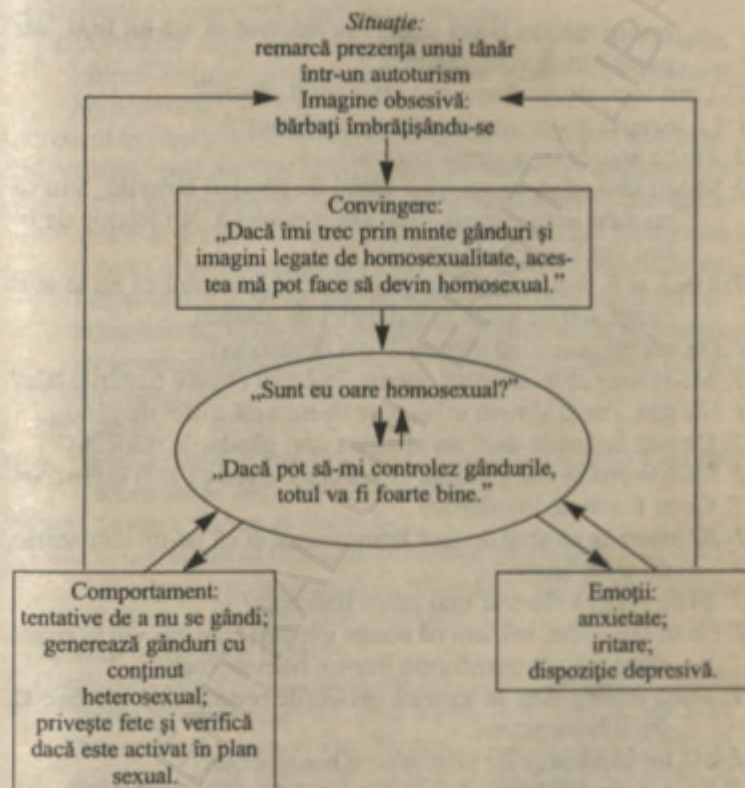 Situație:
remarcă prezența unui tânăr
într-un autoturism
Imagine obsesivă:
bărbați îmbrățișându-se
Convingere:
„Dacă îmi trec prin minte gânduri și
imagini legate de homosexualitate, aces-
tea mă pot face să devin homosexual.”
„Sunt eu oare homosexual?”
„Dacă pot să-mi controlez gândurile,
totul va fi foarte bine.”
Comportament:
tentative de a nu se gândi;
generează gânduri cu
conținut
heterosexual;
privește fete și verifică
dacă este activat în plan
sexual.
Emoții:
anxietate;
iritare;
dispoziție depresivă.